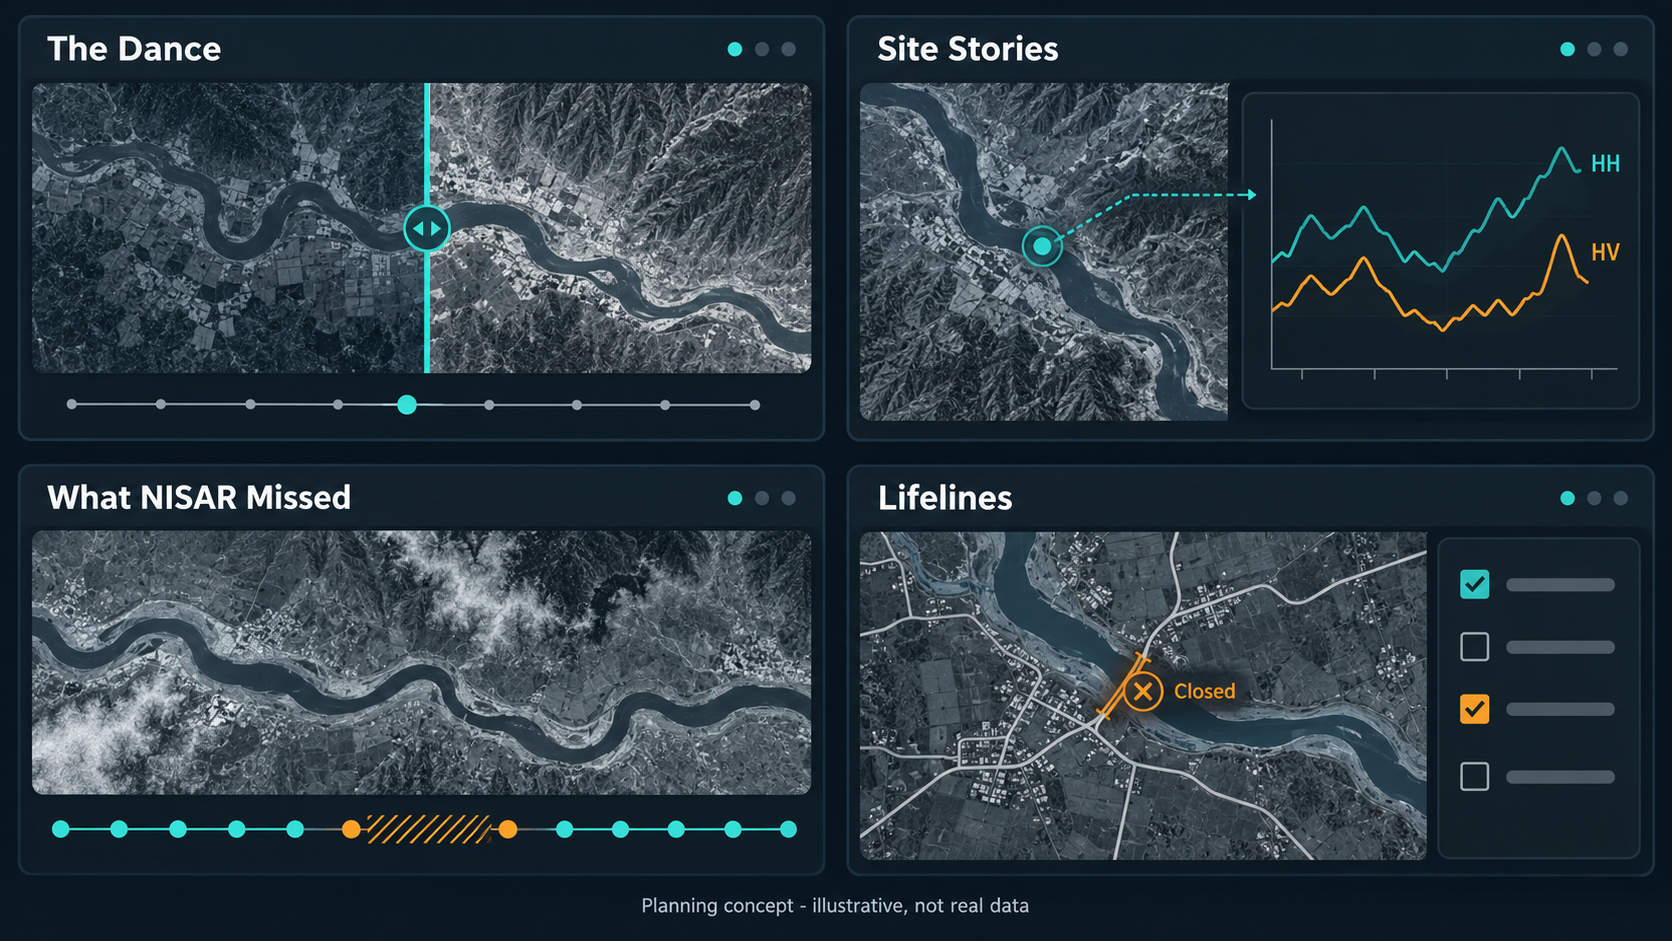 The Dance
Site Stories
HH
HV
What NISAR Missed
Lifelines
Closed
Planning concept - illustrative, not real data